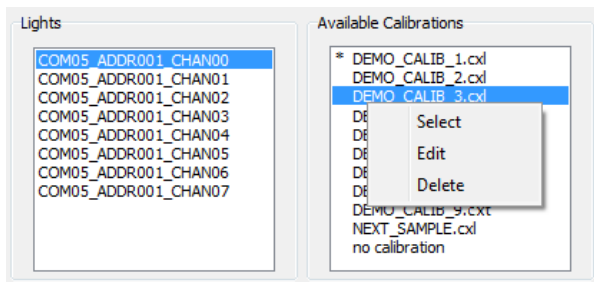 Lights
COM05_ADDR001_CHAN00
COM05_ADDR001_CHAN01
COM05_ADDR001_CHAN02
COM05_ADDR001_CHAN03
COM05_ADDR001_CHAN04
COM05_ADDR001_CHAN05
COM05_ADDR001_CHAN06
COM05_ADDR001_CHAN07
Available Calibrations
* DEMO_CALIB_1.cxl
DEMO_CALIB_2.cxl
DEMO_CALIB_3.cxl
Select
Edit
Delete
DEMO_CALIB_9.cxt
NEXT_SAMPLE.cxl
no calibration